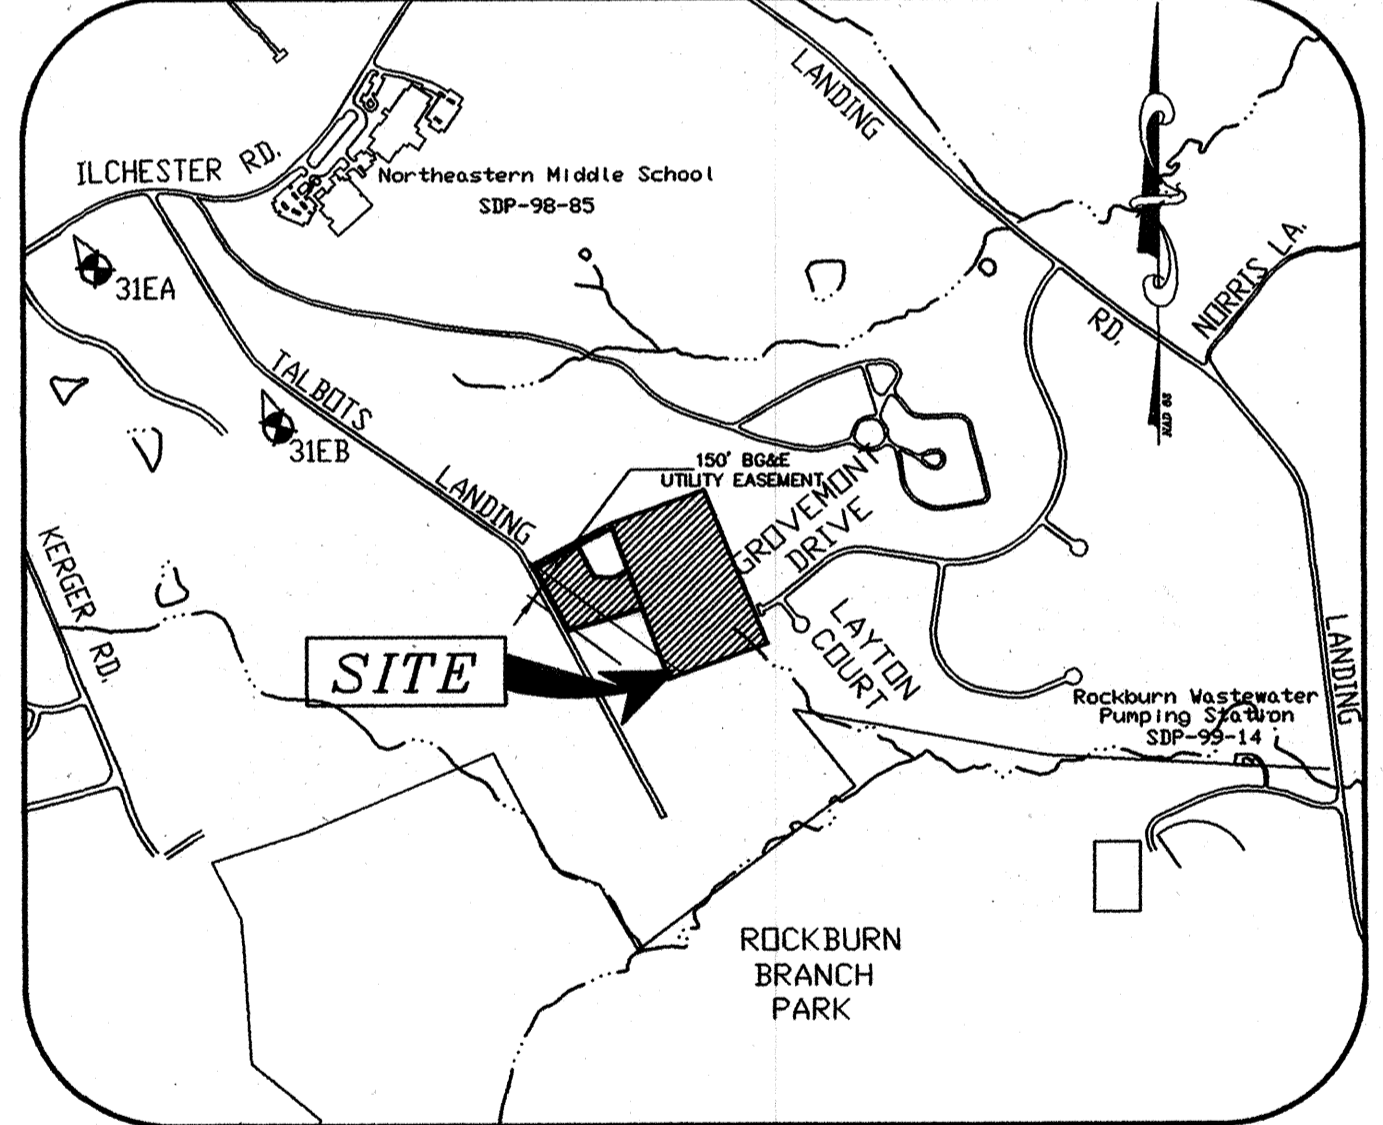 LANDING
RD.
ILCHESTER RD.
Northeastern Middle School
SDP-98-85
NORRIS LA.
31EA
TALBOTS
LANDING
31EB
150' BG&E
UTILITY EASEMENT
GROVEMONT
DRIVE
KERGER
RD.
LAYTON
COURT
SITE
LANDING
Rockburn Wastewater
Pumping Station
SDP-99-14
ROCKBURN
BRANCH
PARK